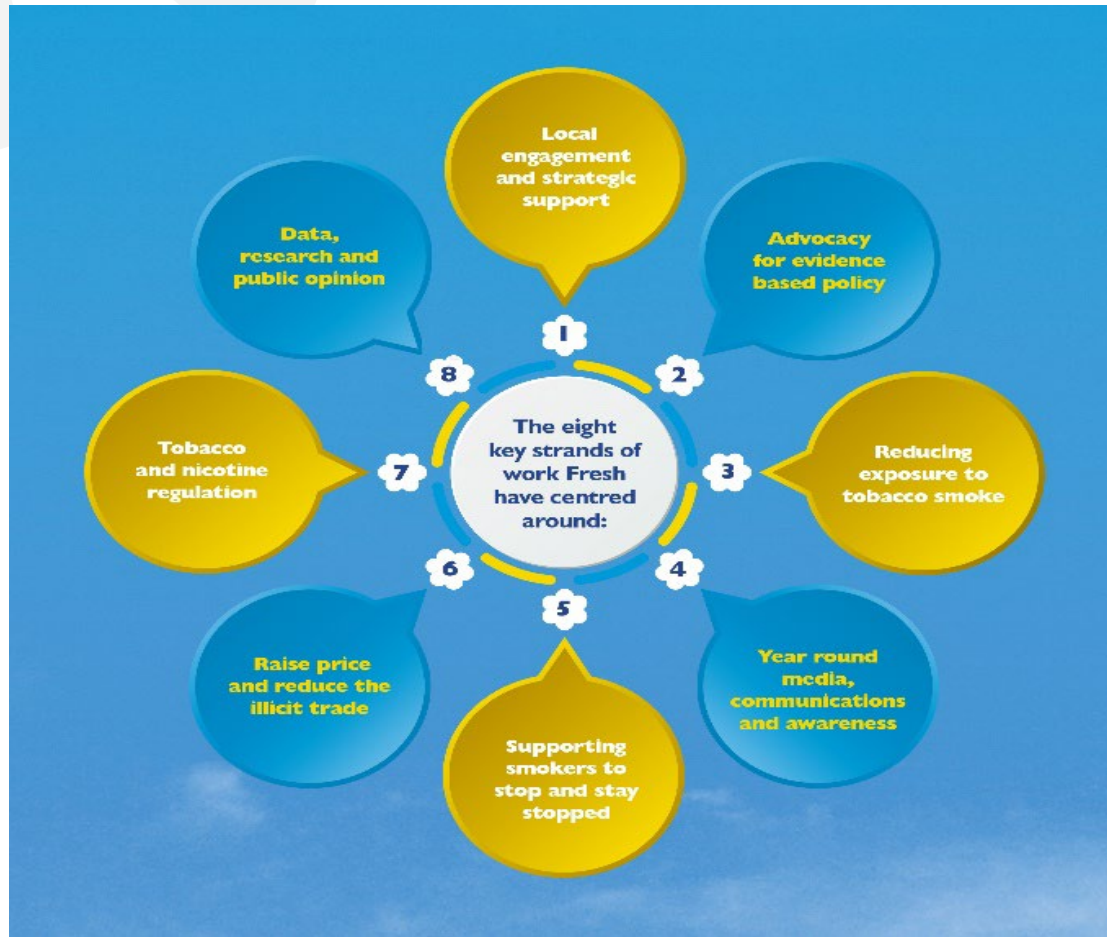 The eight
key strands of
work Fresh
have centred
around:
1
Local
engagement
and strategic
support
2
Advocacy
for evidence
based policy
3
Reducing
exposure to
tobacco smoke
4
Year round
media,
communications
and awareness
5
Supporting
smokers to
stop and stay
stopped
6
Raise price
and reduce the
illicit trade
7
Tobacco
and nicotine
regulation
8
Data,
research and
public opinion